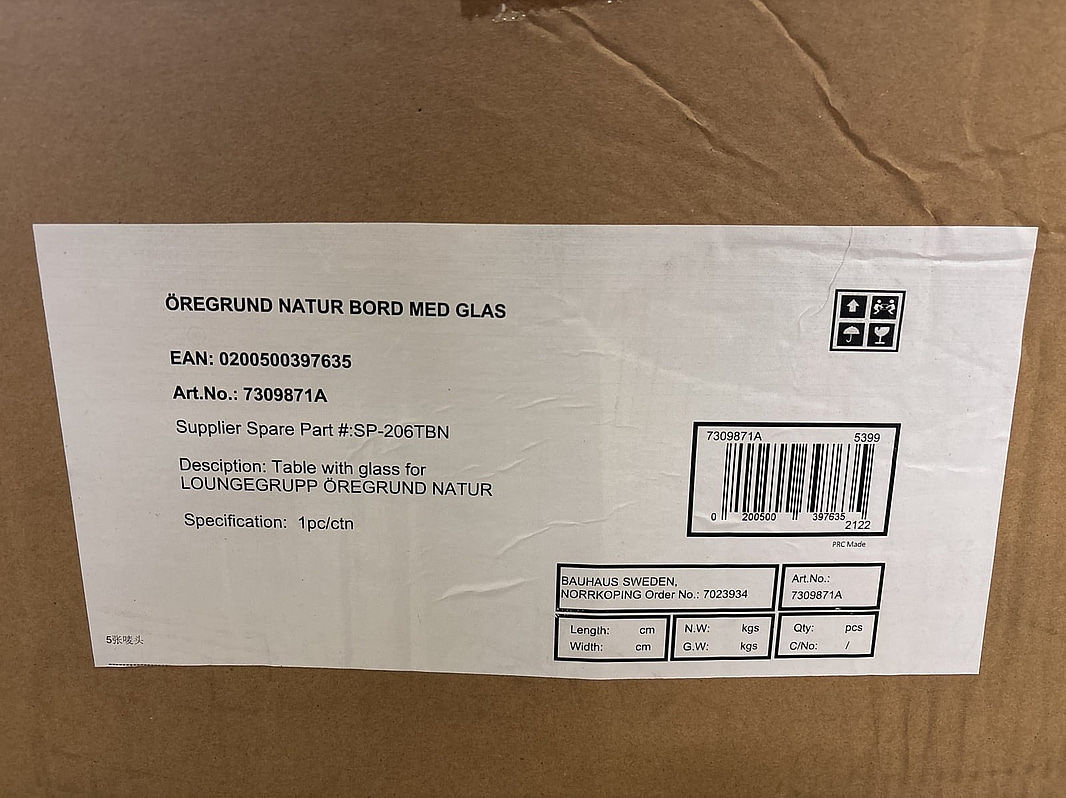 ÖREGRUND NATUR BORD MED GLAS
EAN: 0200500397635
Art.No.: 7309871A
Supplier Spare Part #:SP-206TBN
Desciption: Table with glass for
LOUNGEGRUPP ÖREGRUND NATUR
Specification: 1pc/ctn
7309871A 5399
0 200500 397635
2122
PRC Made
BAUHAUS SWEDEN,
NORRKOPING Order No.: 7023934
Art.No.:
7309871A
Length: cm
Width: cm
N.W: kgs
G.W: kgs
Qty: pcs
C/No: /
5张唛头